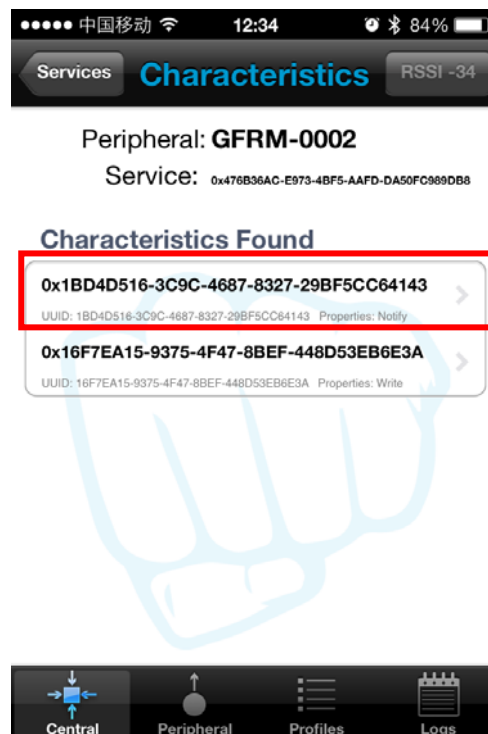 中国移动 12:34 84%
Services Characteristics RSSI -34
Peripheral: GFRM-0002
Service: 0x476B36AC-E973-4BF5-AAFD-DA50FC989DB8
Characteristics Found
0x1BD4D516-3C9C-4687-8327-29BF5CC64143
UUID: 1BD4D516-3C9C-4687-8327-29BF5CC64143 Properties: Notify
0x16F7EA15-9375-4F47-8BEF-448D53EB6E3A
UUID: 16F7EA15-9375-4F47-8BEF-448D53EB6E3A Properties: Write
Central Peripheral Profiles Logs